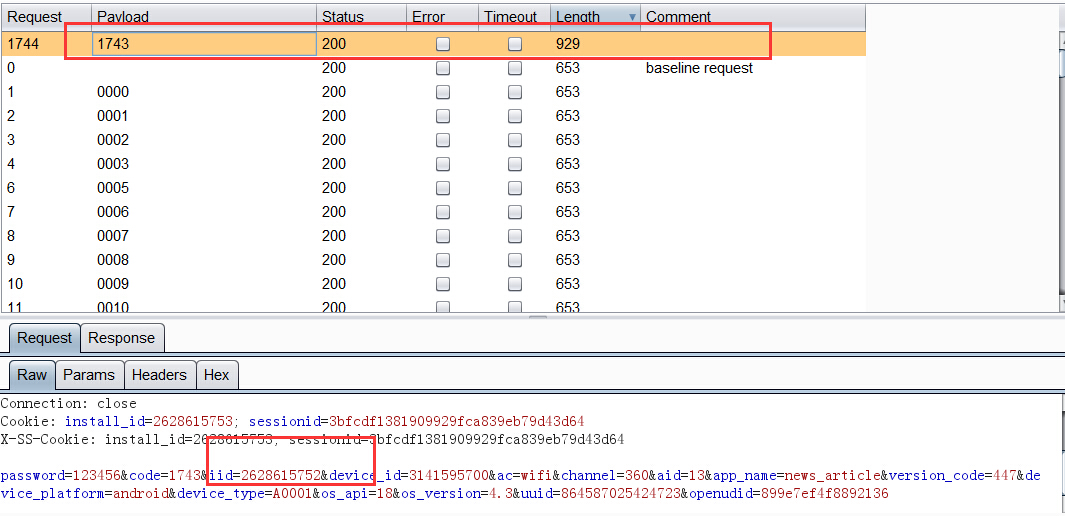 Request Payload Status Error Timeout Length Comment
1744 1743 200 929
0 200 653 baseline request
1 0000 200 653
2 0001 200 653
3 0002 200 653
4 0003 200 653
6 0005 200 653
7 0006 200 653
8 0007 200 653
9 0008 200 653
10 0009 200 653
11 0010 200 653
Request Response
Raw Params Headers Hex
Connection: close
Cookie: install_id=2628615753; sessionid=3bfcdf1381909929fca839eb79d43d64
X-SS-Cookie: install_id=2628615753; sessionid=3bfcdf1381909929fca839eb79d43d64
password=123456&code=1743&iid=2628615752&device_id=3141595700&ac=wifi&channel=360&aid=13&app_name=news_article&version_code=447&de
vice_platform=android&device_type=A0001&os_api=18&os_version=4.3&uuid=864587025424723&openudid=899e7ef4f8892136